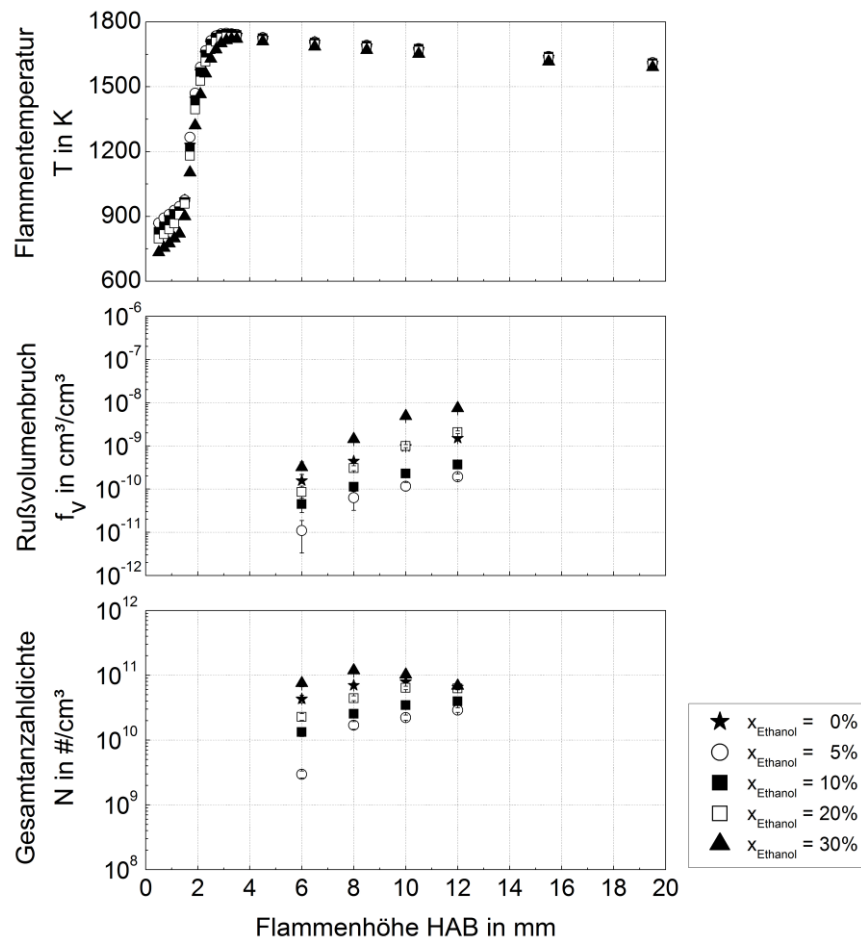 Flammentemperatur
T in K
1800
1500
1200
900
600
Rußvolumenbruch
f_v in cm³/cm³
10⁻⁶
10⁻⁷
10⁻⁸
10⁻⁹
10⁻¹⁰
10⁻¹¹
10⁻¹²
Gesamtanzahldichte
N in #/cm³
10¹²
10¹¹
10¹⁰
10⁹
10⁸
0 2 4 6 8 10 12 14 16 18 20
Flammenhöhe HAB in mm
x_Ethanol = 0%
x_Ethanol = 5%
x_Ethanol = 10%
x_Ethanol = 20%
x_Ethanol = 30%